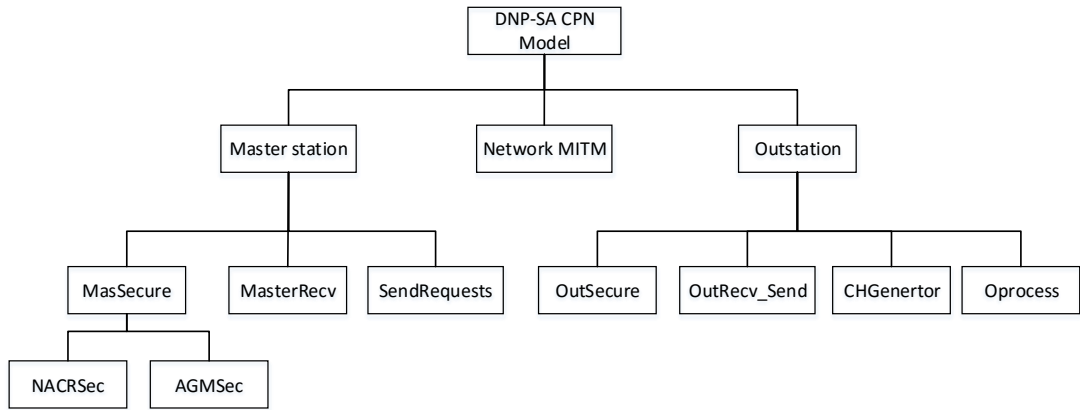 DNP-SA CPN
Model
Master station
Network MITM
Outstation
MasSecure
MasterRecv
SendRequests
OutSecure
OutRecv_Send
CHGenertor
Oprocess
NACRSec
AGMSec